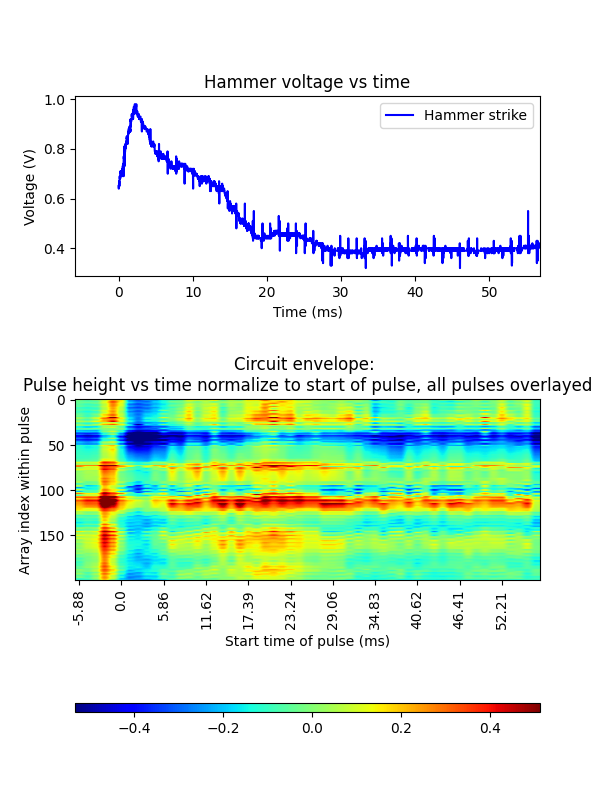 Hammer voltage vs time
1.0
0.8
0.6
0.4
Voltage (V)
Hammer strike
0 10 20 30 40 50
Time (ms)
Circuit envelope:
Pulse height vs time normalize to start of pulse, all pulses overlayed
0
50
100
150
Array index within pulse
-5.88 0.0 5.86 11.62 17.39 23.24 29.06 34.83 40.62 46.41 52.21
Start time of pulse (ms)
−0.4 −0.2 0.0 0.2 0.4